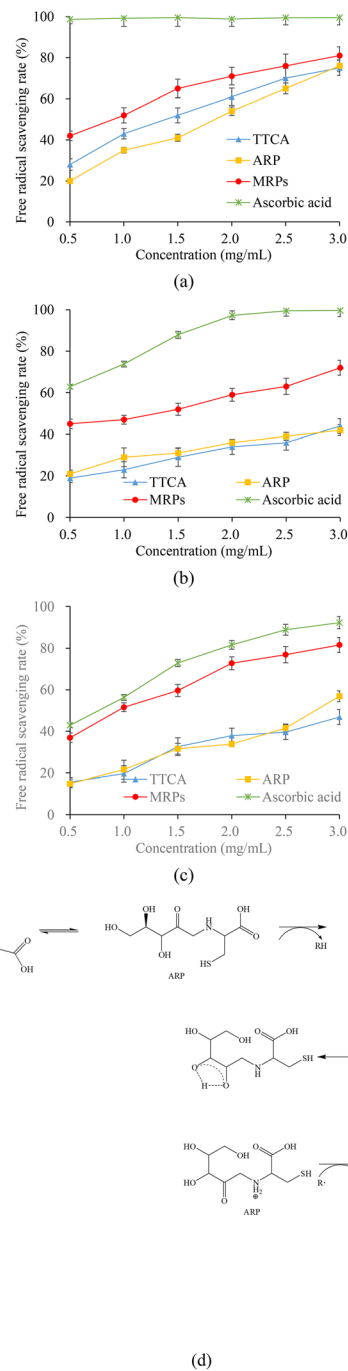 100
80
60
40
20
0
Free radical scavenging rate (%)
TTCA
ARP
MRPs
Ascorbic acid
0.5 1.0 1.5 2.0 2.5 3.0
Concentration (mg/mL)
(a)
100
80
60
40
20
0
Free radical scavenging rate (%)
TTCA ARP
MRPs Ascorbic acid
0.5 1.0 1.5 2.0 2.5 3.0
Concentration (mg/mL)
(b)
100
80
60
40
20
0
Free radical scavenging rate (%)
TTCA ARP
MRPs Ascorbic acid
0.5 1.0 1.5 2.0 2.5 3.0
Concentration (mg/mL)
(c)
O
OH
OH O H OH
HO N O
OH HS
ARP
RH
HO OH O OH
O SH
N
H
H O
HO OH O OH
HO SH
N
H2
O ⊕
R·
ARP
(d)